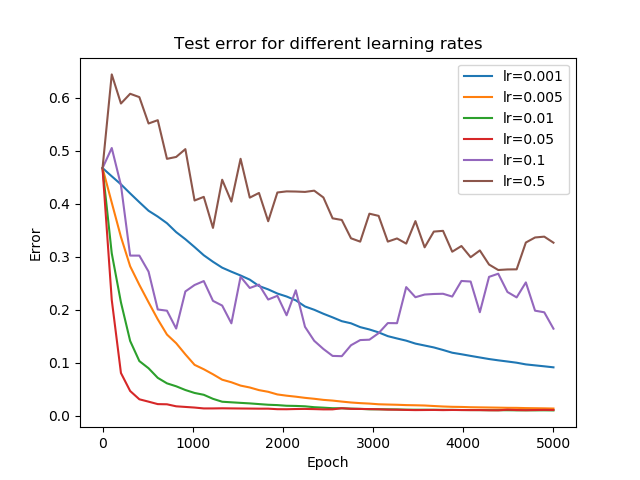 Test error for different learning rates
lr=0.001
lr=0.005
lr=0.01
lr=0.05
lr=0.1
lr=0.5
Error
0.6
0.5
0.4
0.3
0.2
0.1
0.0
0 1000 2000 3000 4000 5000
Epoch